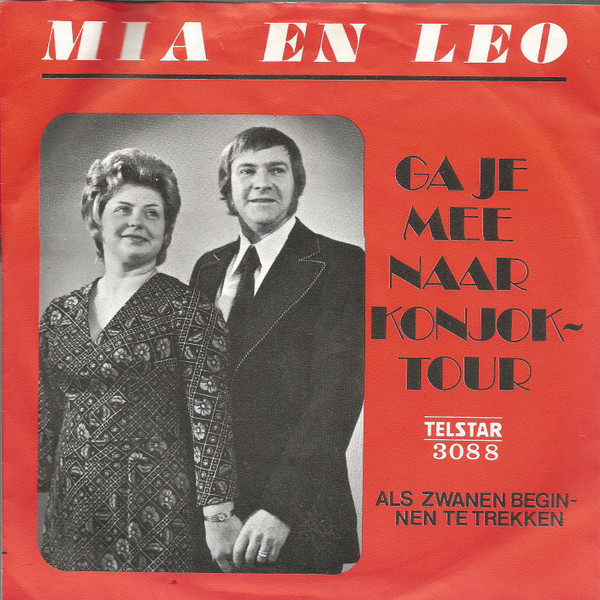 MIA EN LEO
GA JE
MEE
NAAR
KONJOK-
TOUR
TELSTAR
3088
ALS ZWANEN BEGIN-
NEN TE TREKKEN